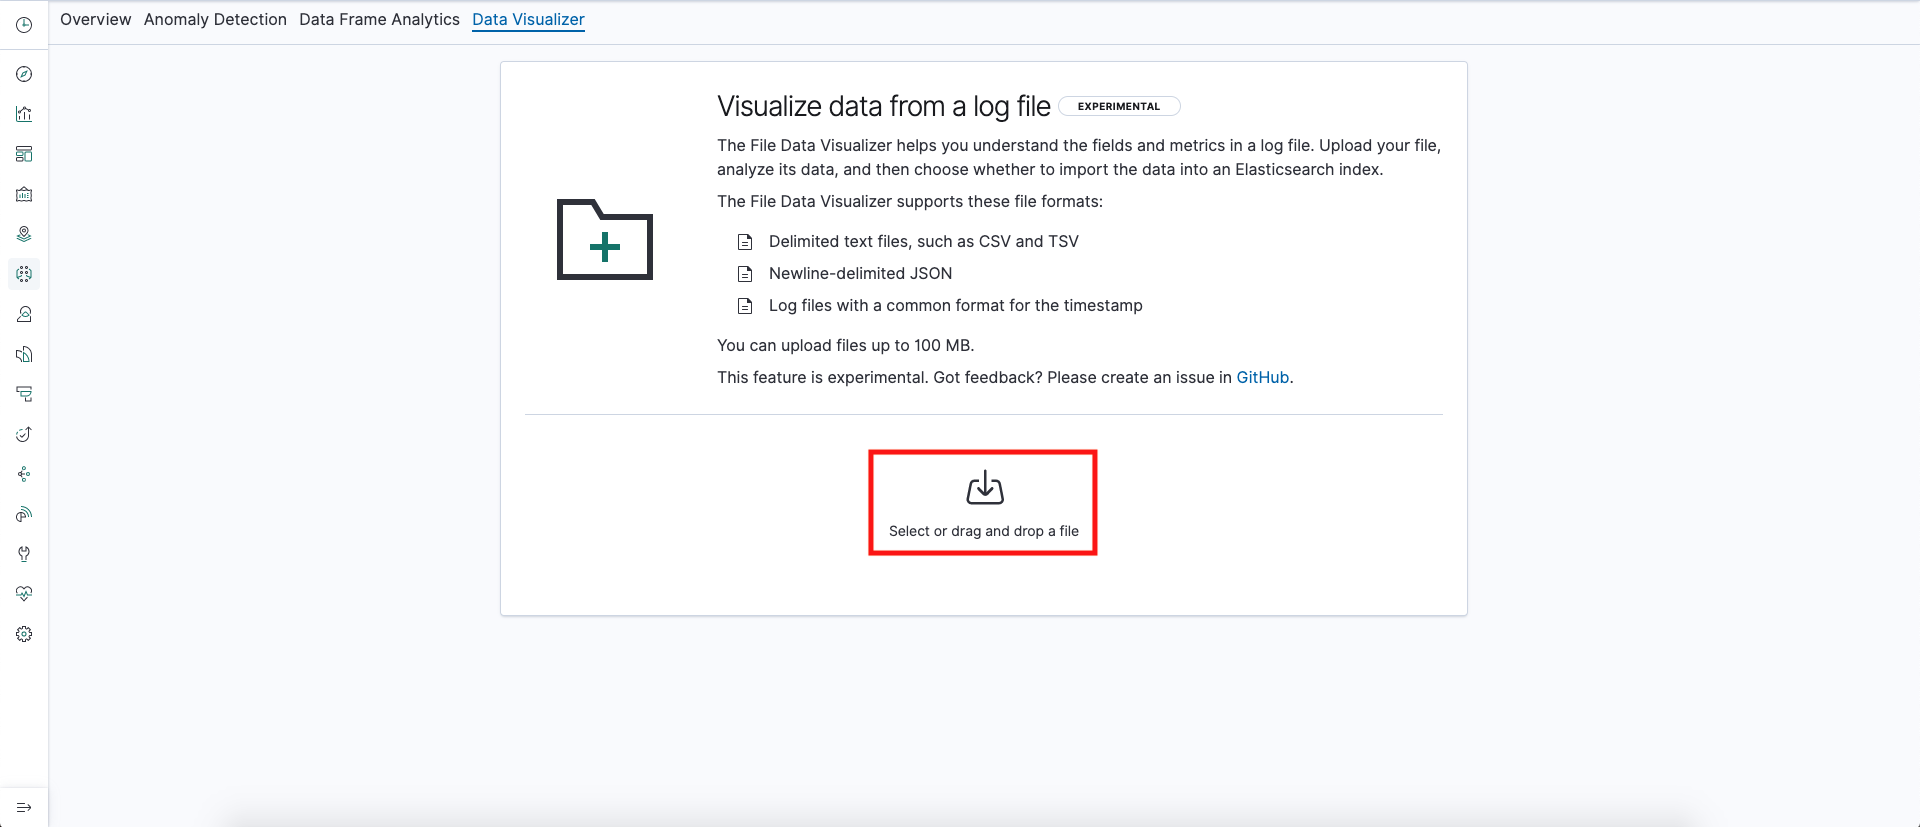 Overview Anomaly Detection Data Frame Analytics Data Visualizer
Visualize data from a log file EXPERIMENTAL
The File Data Visualizer helps you understand the fields and metrics in a log file. Upload your file,
analyze its data, and then choose whether to import the data into an Elasticsearch index.
The File Data Visualizer supports these file formats:
Delimited text files, such as CSV and TSV
Newline-delimited JSON
Log files with a common format for the timestamp
You can upload files up to 100 MB.
This feature is experimental. Got feedback? Please create an issue in GitHub.
Select or drag and drop a file